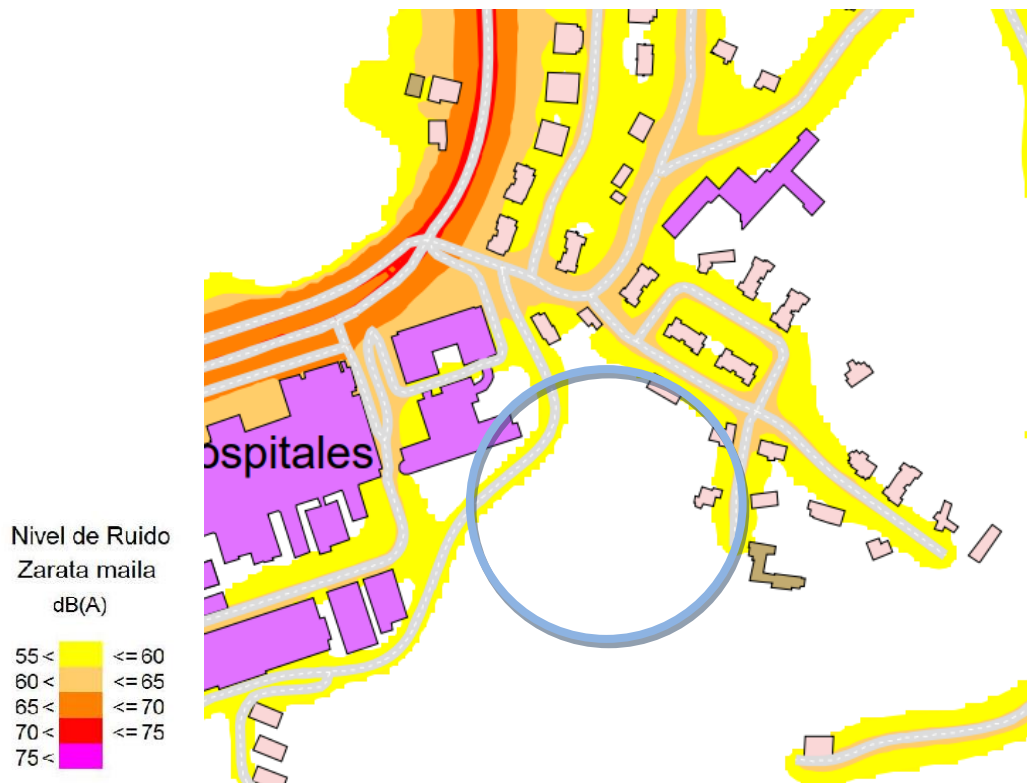 ospitales
Nivel de Ruido
Zarata maila
dB(A)
55 < <= 60
60 < <= 65
65 < <= 70
70 < <= 75
75 <